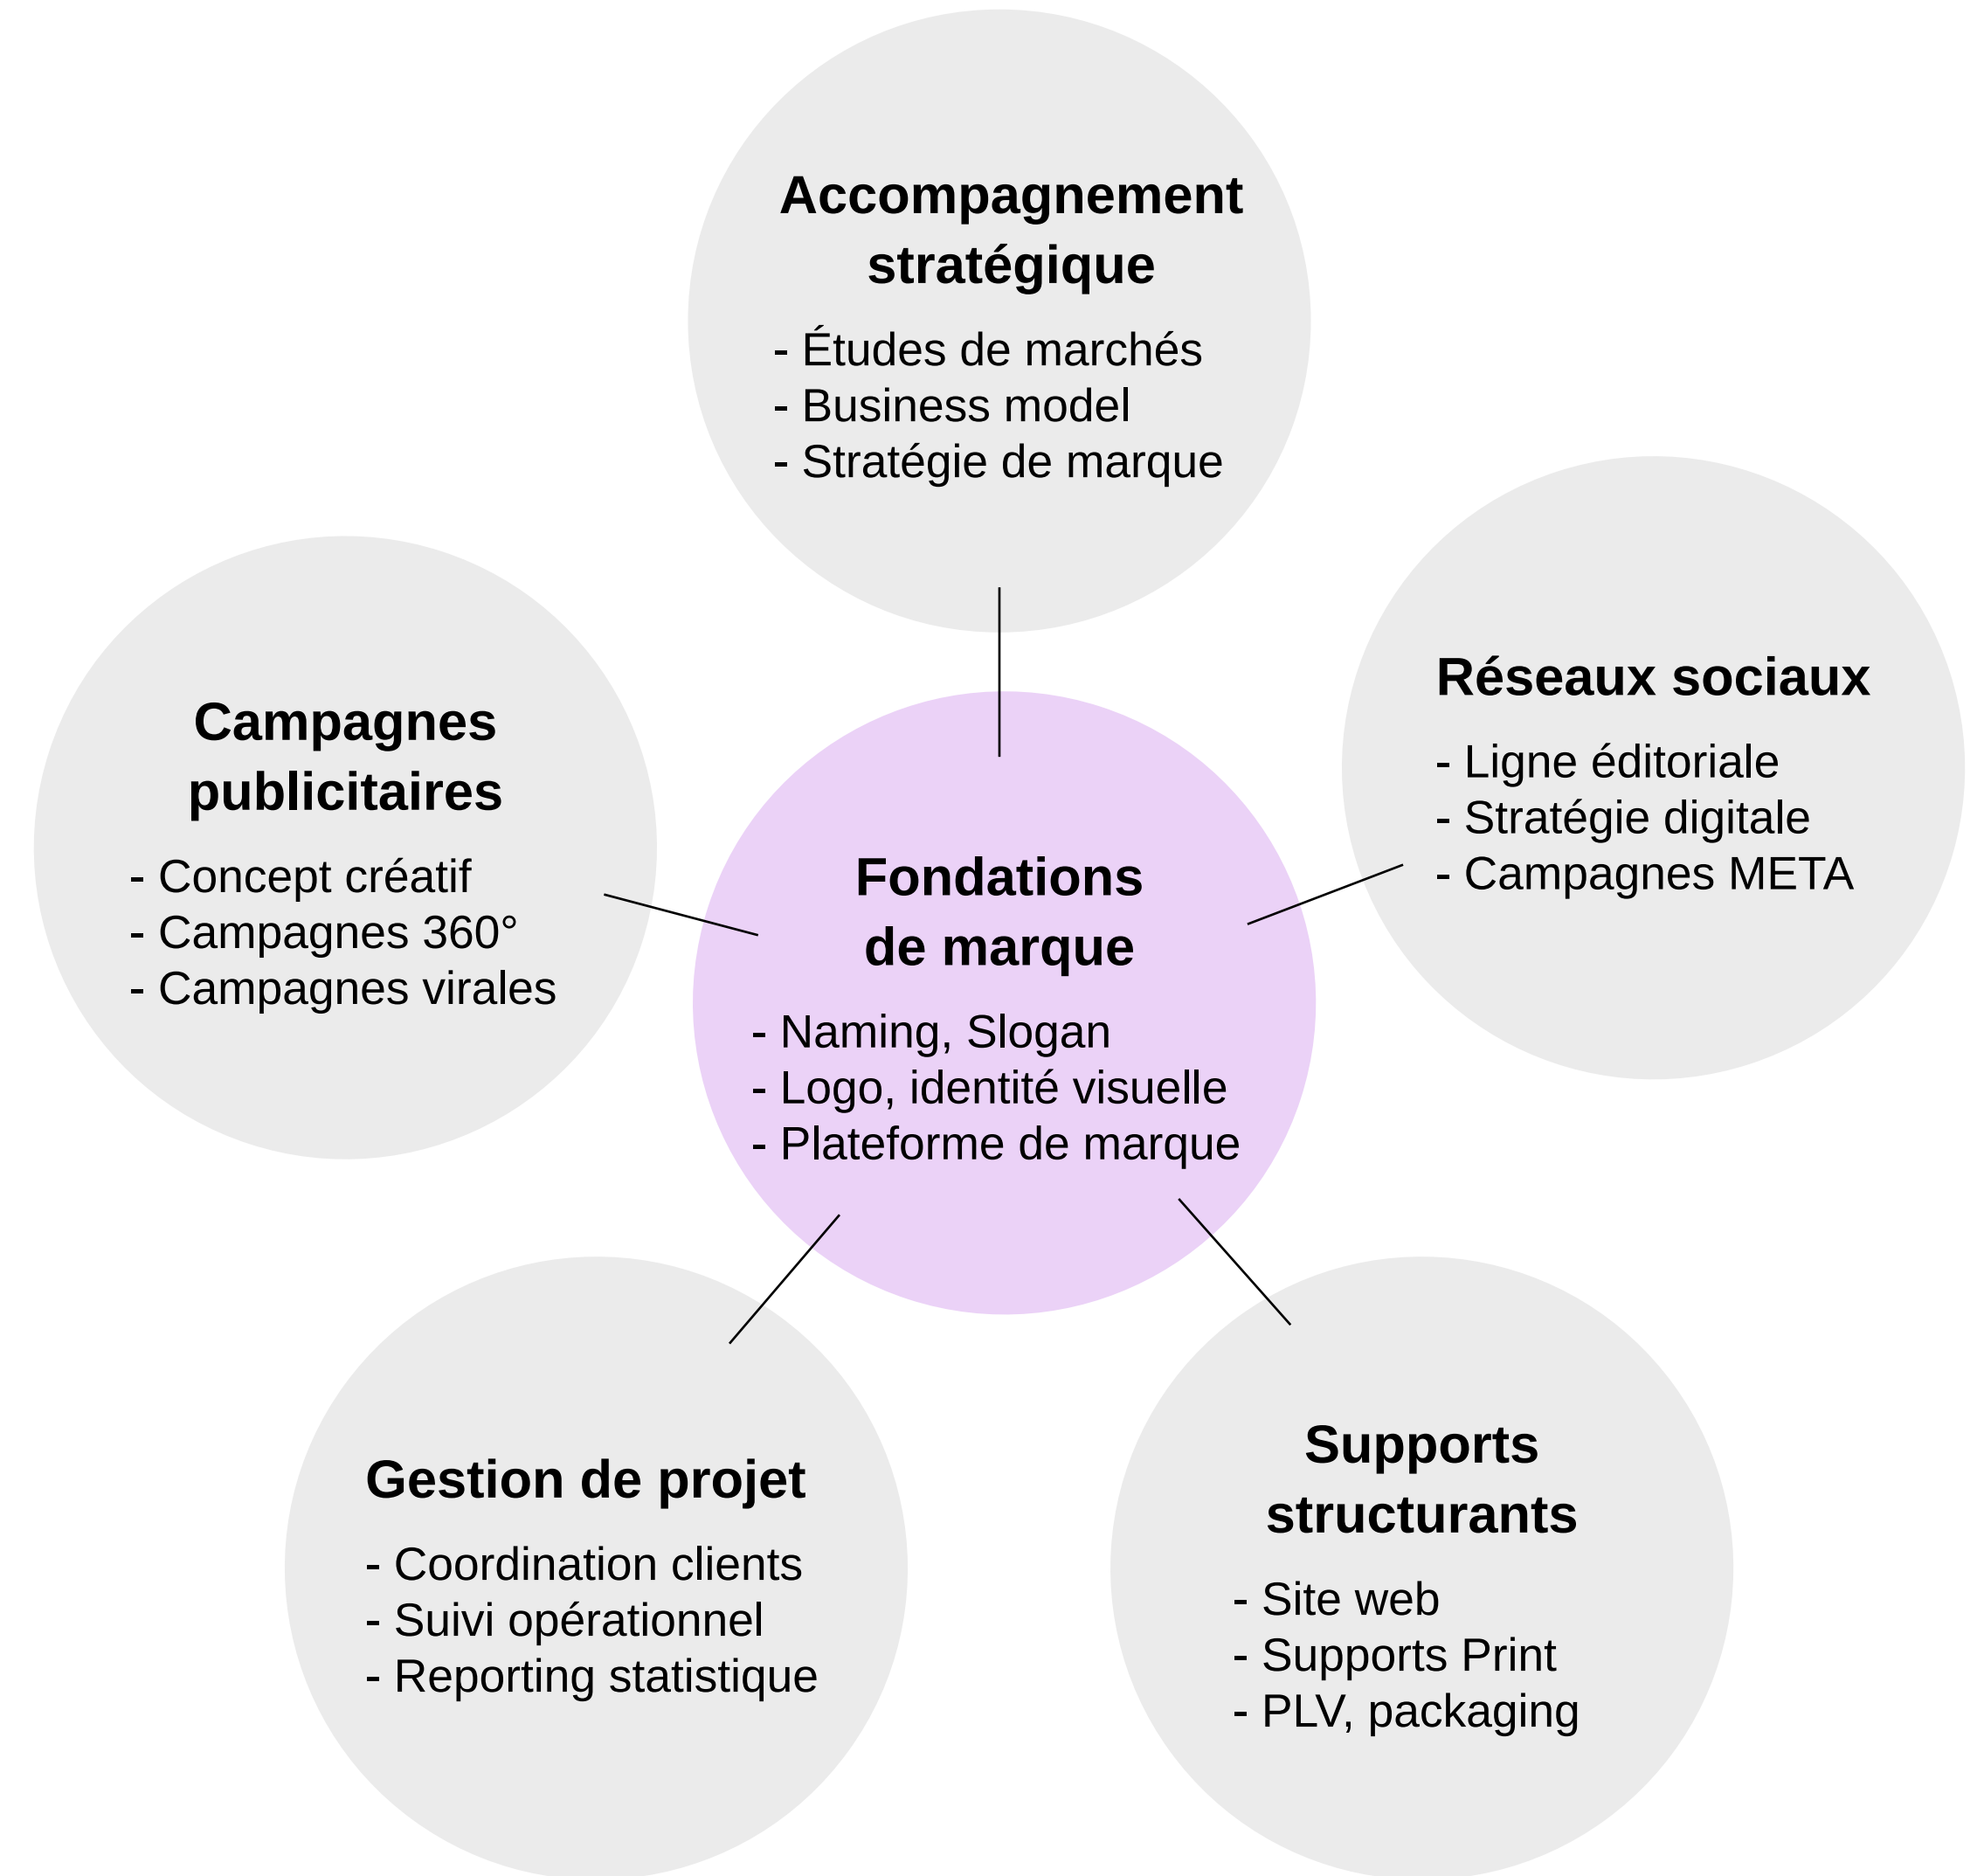 Accompagnement
stratégique
- Études de marchés
- Business model
- Stratégie de marque
Réseaux sociaux
- Ligne éditoriale
- Stratégie digitale
- Campagnes META
Campagnes
publicitaires
- Concept créatif
- Campagnes 360°
- Campagnes virales
Fondations
de marque
- Naming, Slogan
- Logo, identité visuelle
- Plateforme de marque
Gestion de projet
- Coordination clients
- Suivi opérationnel
- Reporting statistique
Supports
structurants
- Site web
- Supports Print
- PLV, packaging